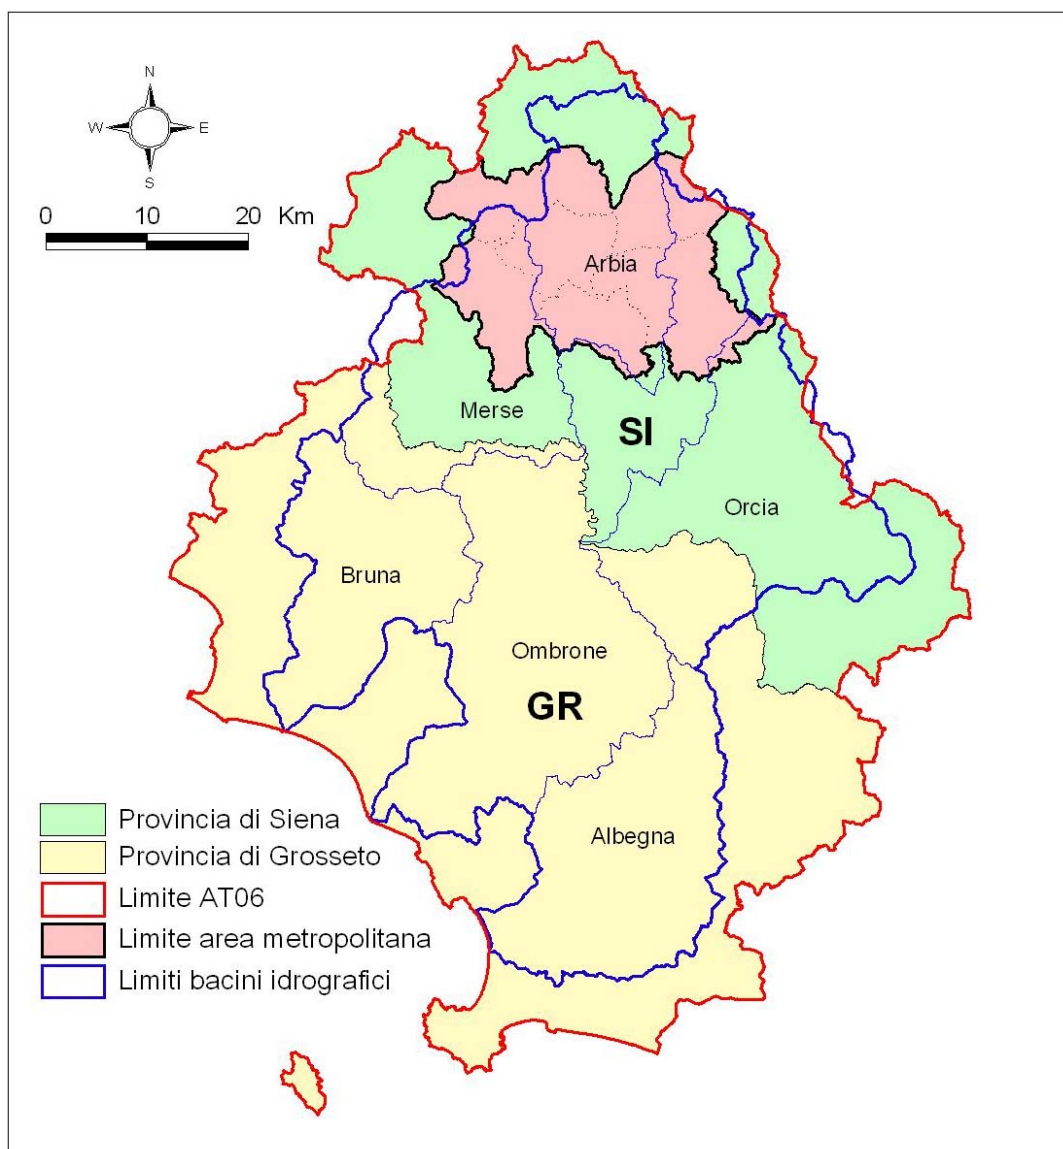 N
W E
S
0 10 20 Km
Arbia
Merse
SI
Orcia
Bruna
Ombrone
GR
Albegna
Provincia di Siena
Provincia di Grosseto
Limite AT06
Limite area metropolitana
Limiti bacini idrografici